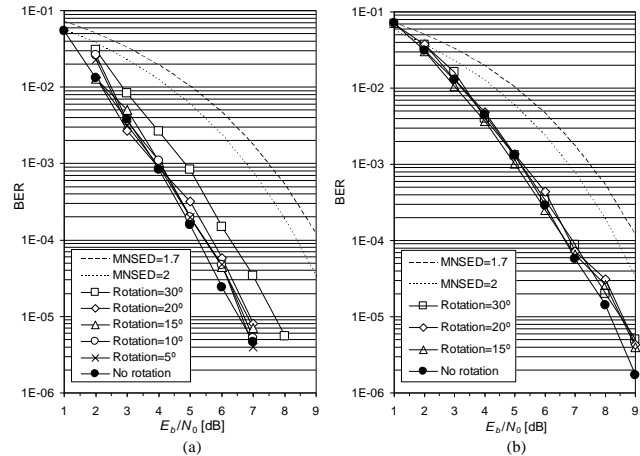 1E-01
1E-02
1E-03
1E-04
1E-05
1E-06
BER
MNSED=1.7
MNSED=2
Rotation=30º
Rotation=20º
Rotation=15º
Rotation=10º
Rotation=5º
No rotation
1 2 3 4 5 6 7 8 9
Eb/N0 [dB]
(a)
1E-01
1E-02
1E-03
1E-04
1E-05
1E-06
BER
MNSED=1.7
MNSED=2
Rotation=30º
Rotation=20º
Rotation=15º
No rotation
1 2 3 4 5 6 7 8 9
Eb/N0 [dB]
(b)